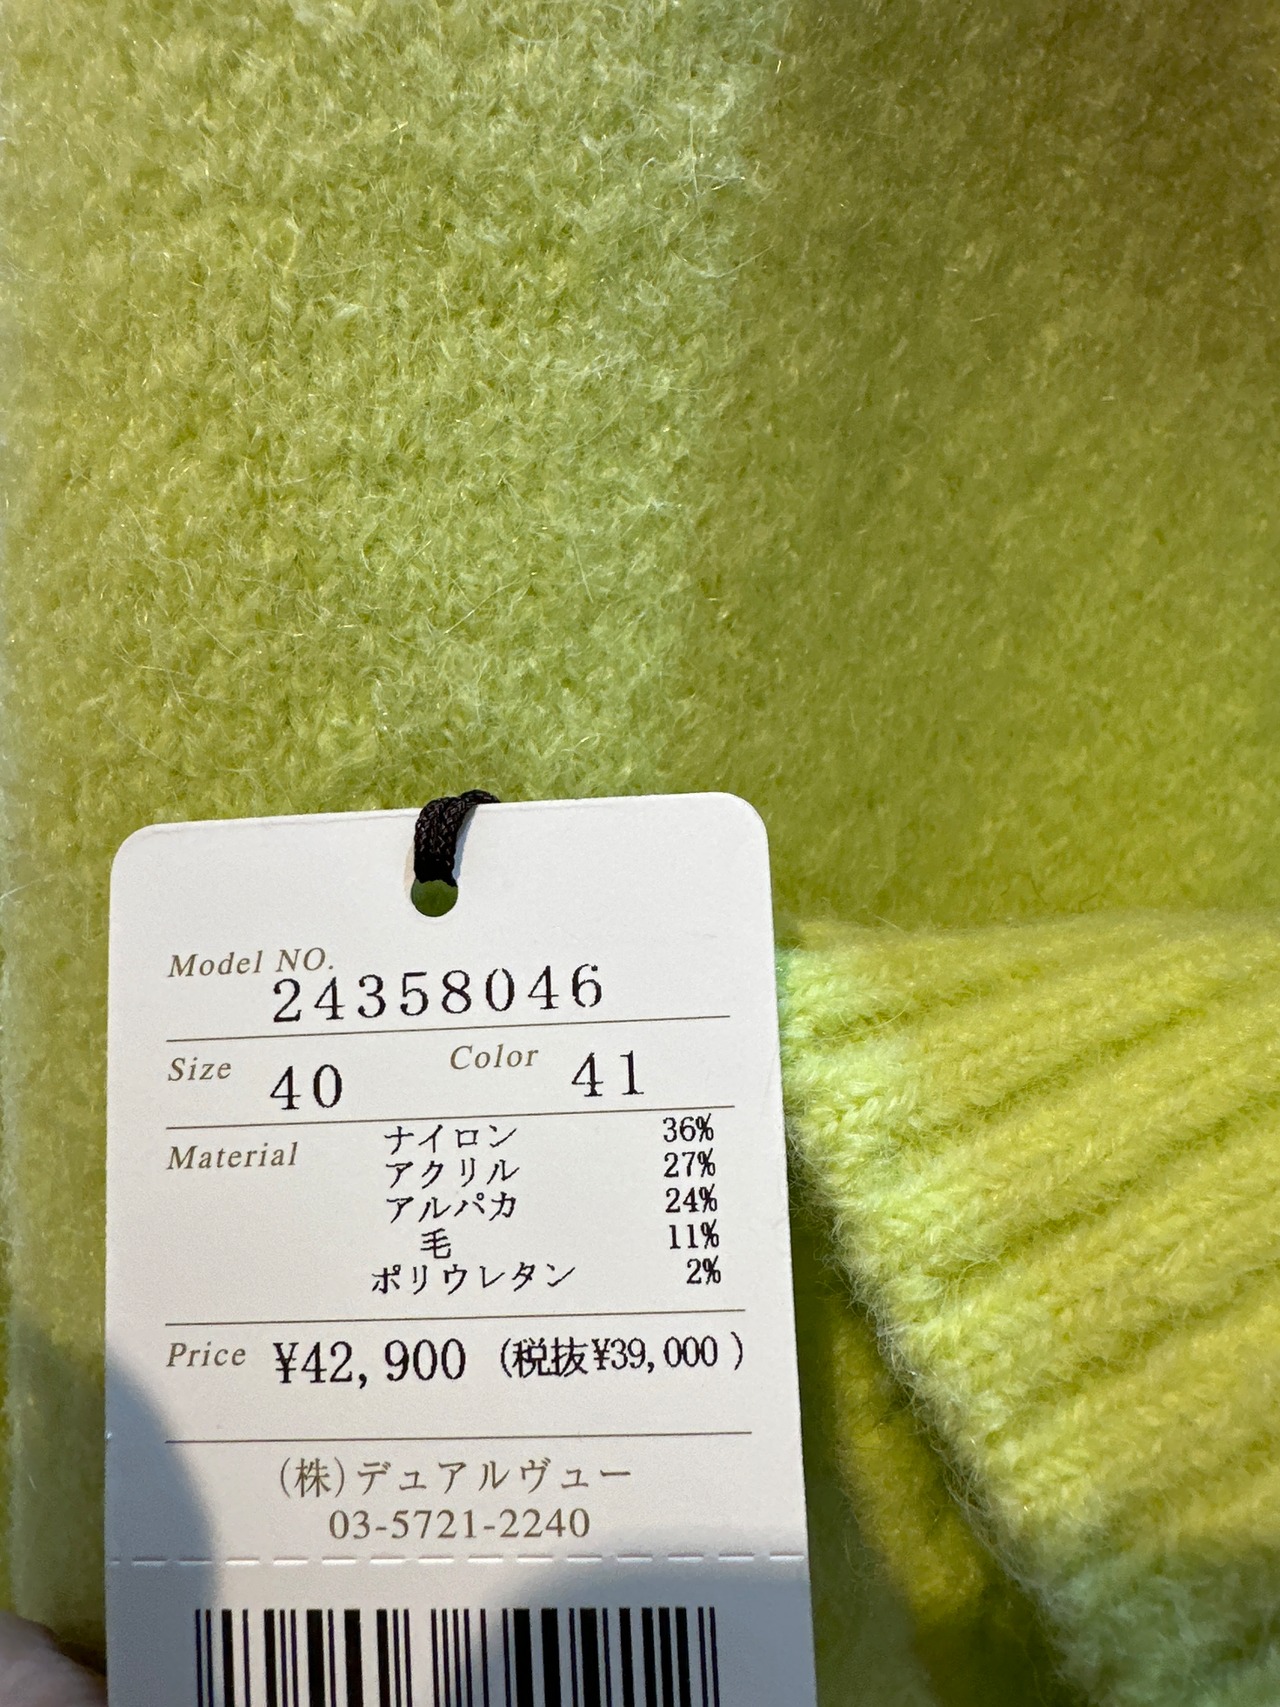 Model NO.
24358046
Size 40 Color 41
Material ナイロン 36%
アクリル 27%
アルパカ 24%
毛 11%
ポリウレタン 2%
Price ¥42,900 (税抜¥39,000 )
(株)デュアルヴュー
03-5721-2240